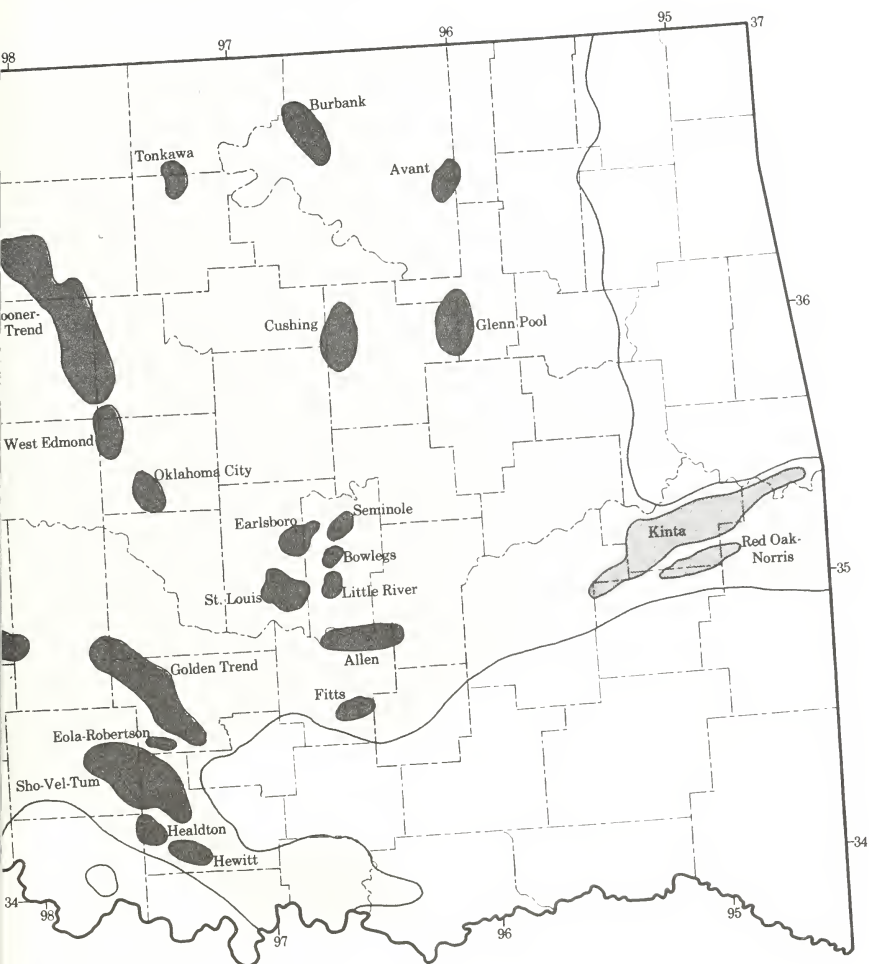 95
37
96
97
98
Burbank
Tonkawa
Avant
36
ooner-
Trend
Cushing
Glenn Pool
West Edmond
Oklahoma City
Seminole
Earlsboro
Kinta
Red Oak-
Norris
Bowlegs
35
St. Louis
Little River
Golden Trend
Allen
Fitts
Eola-Robertson
Sho-Vel-Tum
Healdton
34
Hewitt
34
98
97
96
95